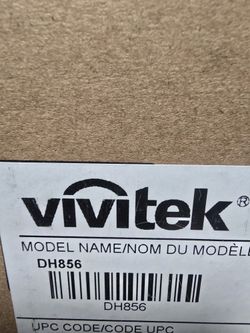 vivitek
MODEL NAME/NOM DU MODÈLE
DH856
DH856
UPC CODE/CODE UPC